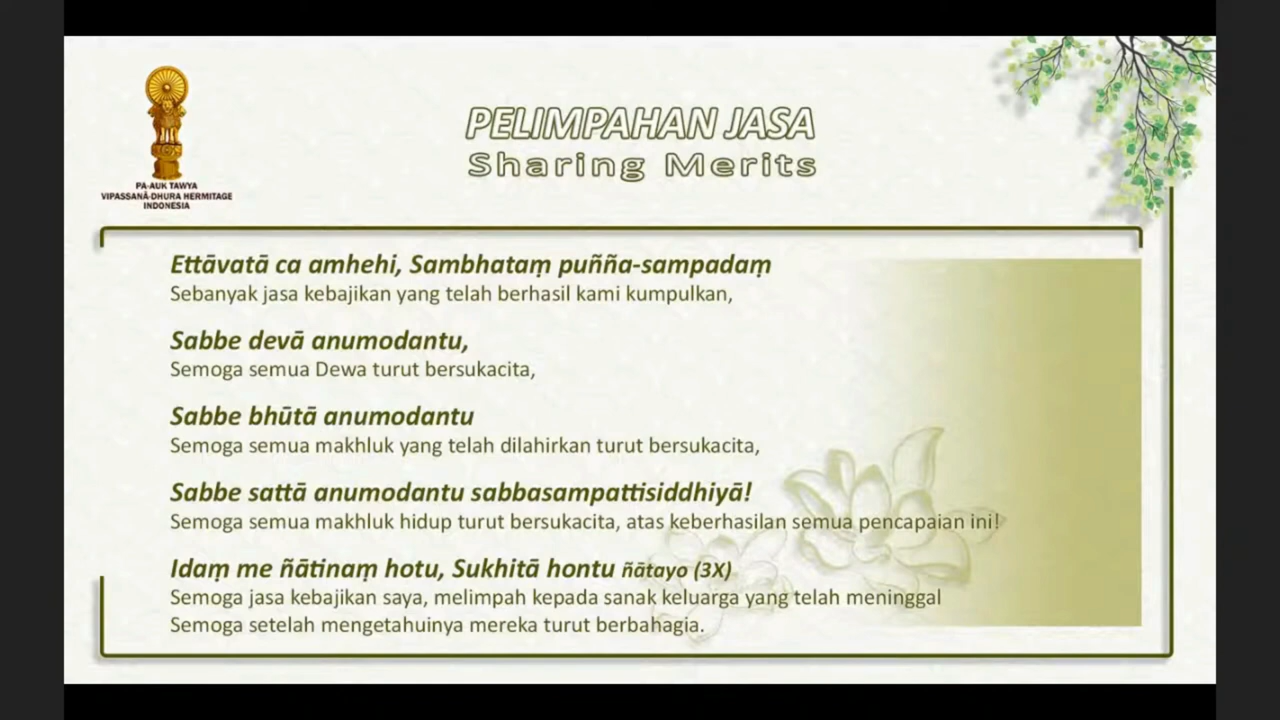 PA-AUK TAWYA
VIPASSANĀ-DHURA HERMITAGE
INDONESIA
PELIMPAHAN JASA
Sharing Merits
Ettāvatā ca amhehi, Sambhataṃ puñña-sampadaṃ
Sebanyak jasa kebajikan yang telah berhasil kami kumpulkan,
Sabbe devā anumodantu,
Semoga semua Dewa turut bersukacita,
Sabbe bhūtā anumodantu
Semoga semua makhluk yang telah dilahirkan turut bersukacita,
Sabbe sattā anumodantu sabbasampattisiddhiyā!
Semoga semua makhluk hidup turut bersukacita, atas keberhasilan semua pencapaian ini!
Idaṃ me ñātinaṃ hotu, Sukhitā hontu ñātayo (3X)
Semoga jasa kebajikan saya, melimpah kepada sanak keluarga yang telah meninggal
Semoga setelah mengetahuinya mereka turut berbahagia.